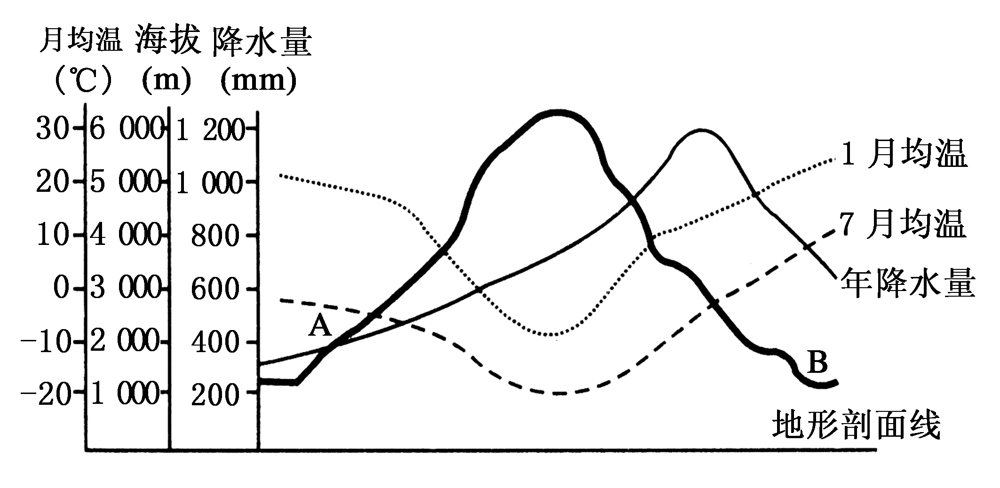 月均温 海拔 降水量
(℃) (m) (mm)
30 6 000 1 200
20 5 000 1 000
10 4 000 800
0 3 000 600
-10 2 000 400
-20 1 000 200
1 月均温
7 月均温
年降水量
A
B
地形剖面线